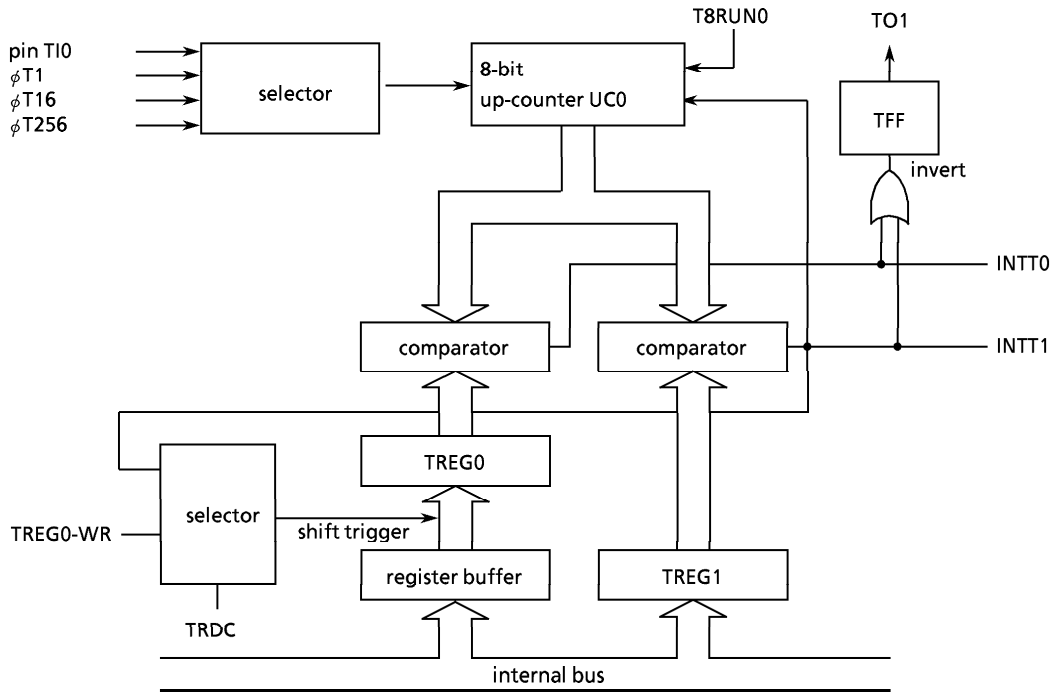 T8RUN0
TO1
pin TI0
ϕT1
ϕT16
ϕT256
selector
8-bit
up-counter UC0
TFF
invert
INTT0
comparator
comparator
INTT1
TREG0
selector
TREG0-WR
shift trigger
register buffer
TREG1
TRDC
internal bus